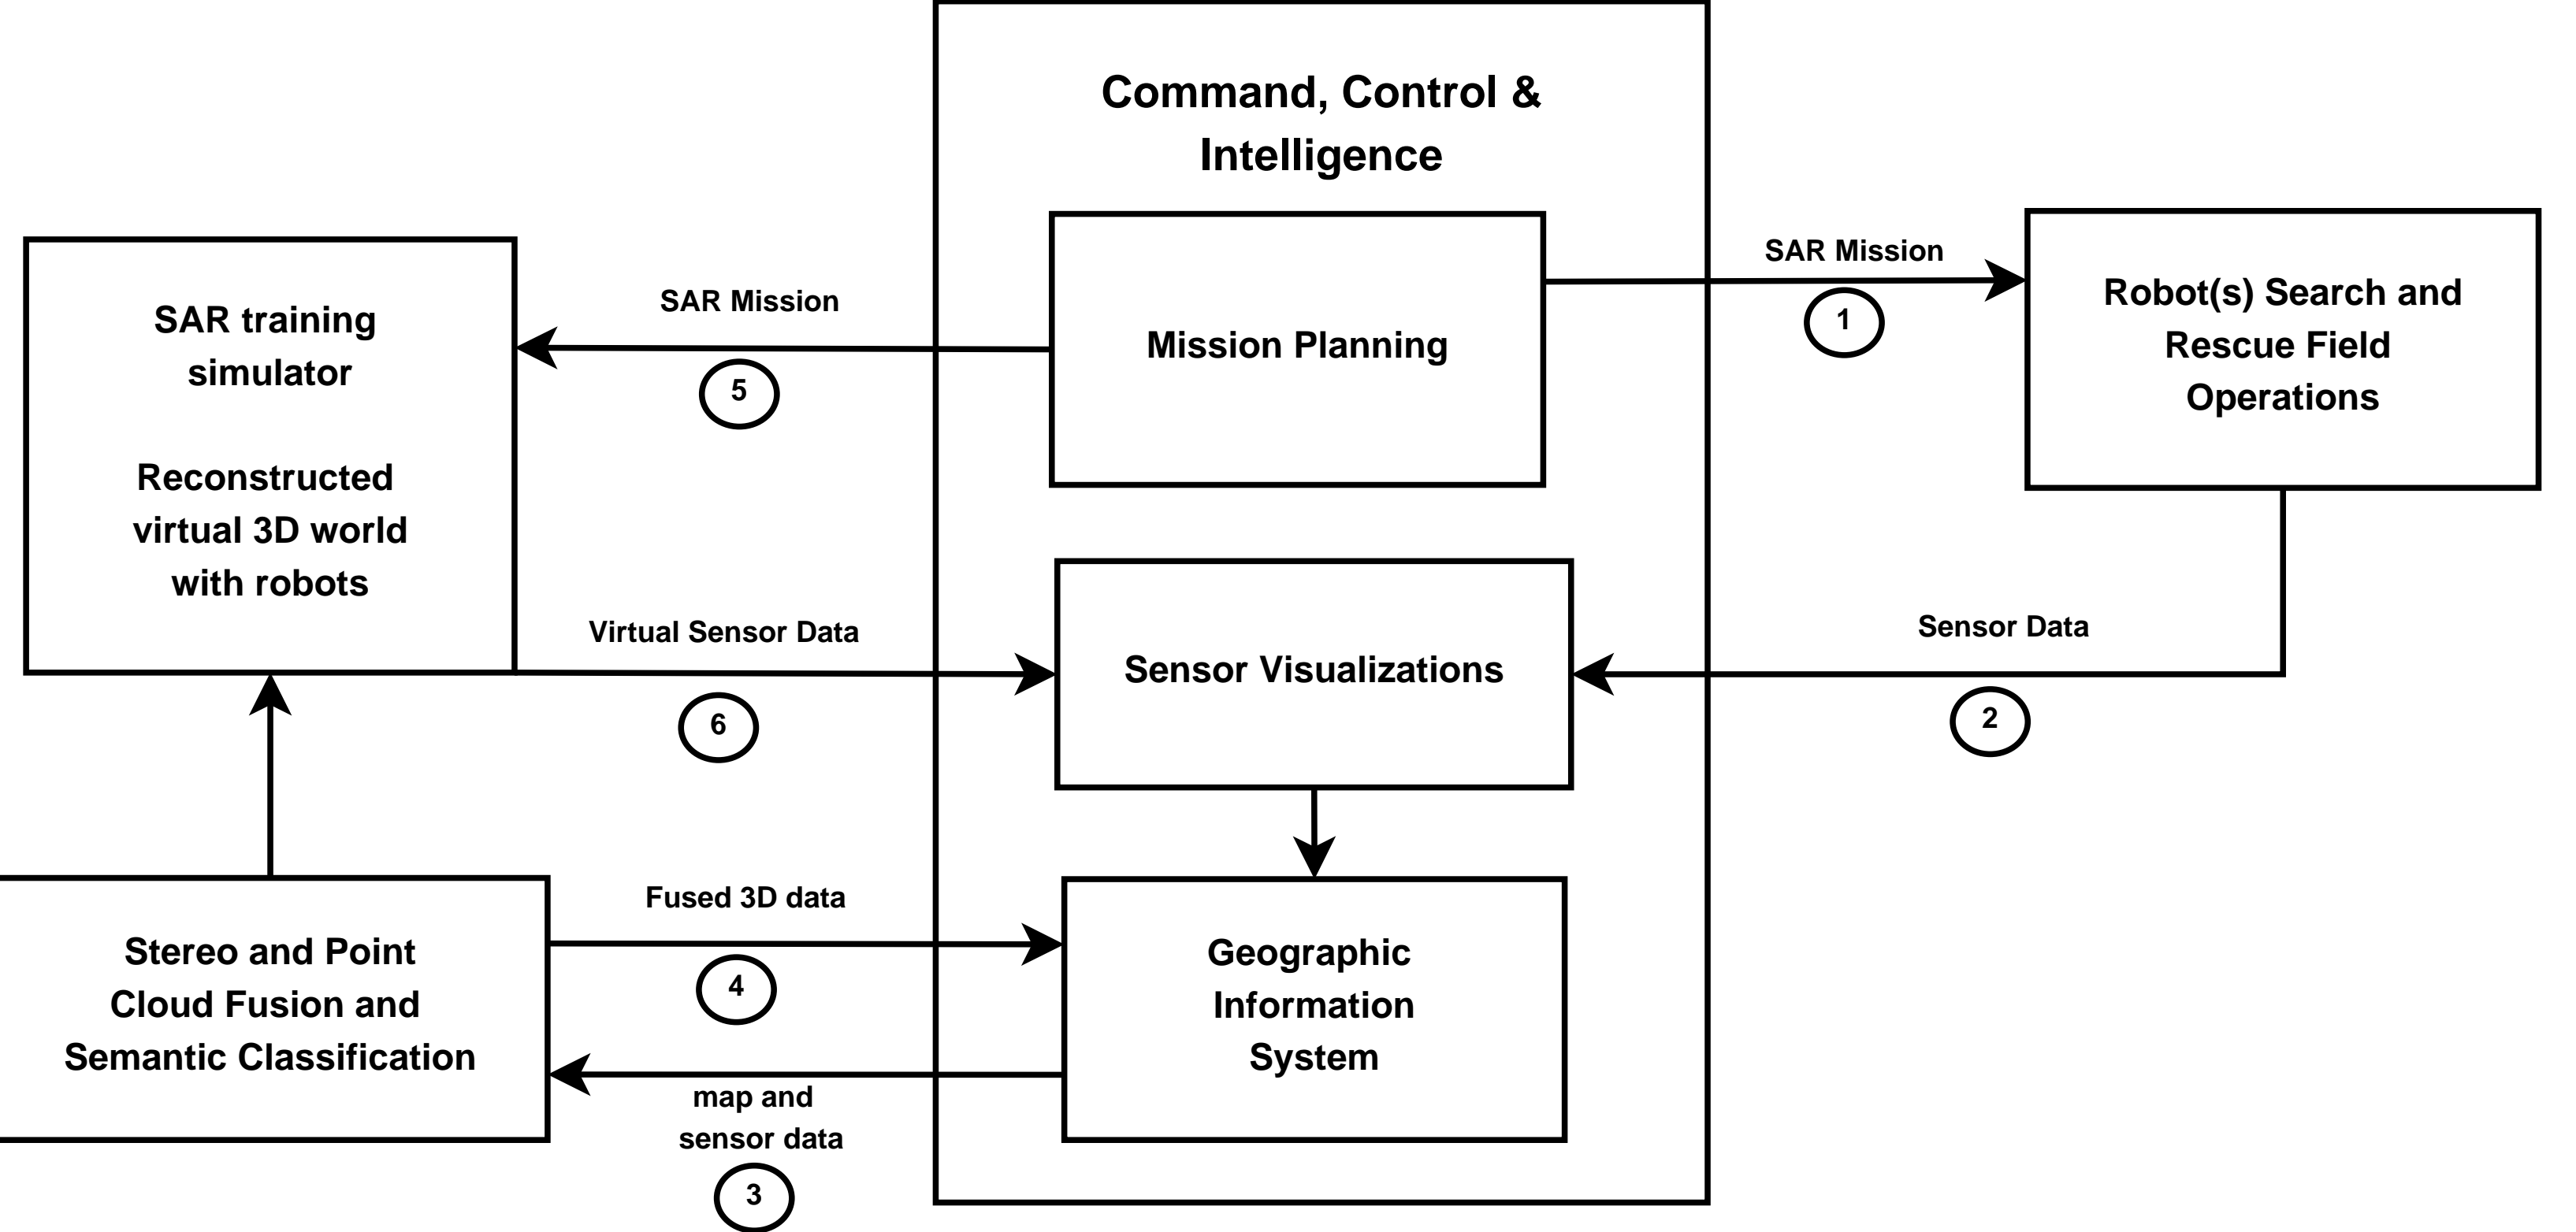 Command, Control &
Intelligence
SAR training
simulator
Reconstructed
virtual 3D world
with robots
SAR Mission
5
Mission Planning
SAR Mission
1
Robot(s) Search and
Rescue Field
Operations
Virtual Sensor Data
6
Sensor Visualizations
Sensor Data
2
Stereo and Point
Cloud Fusion and
Semantic Classification
Fused 3D data
4
map and
sensor data
3
Geographic
Information
System